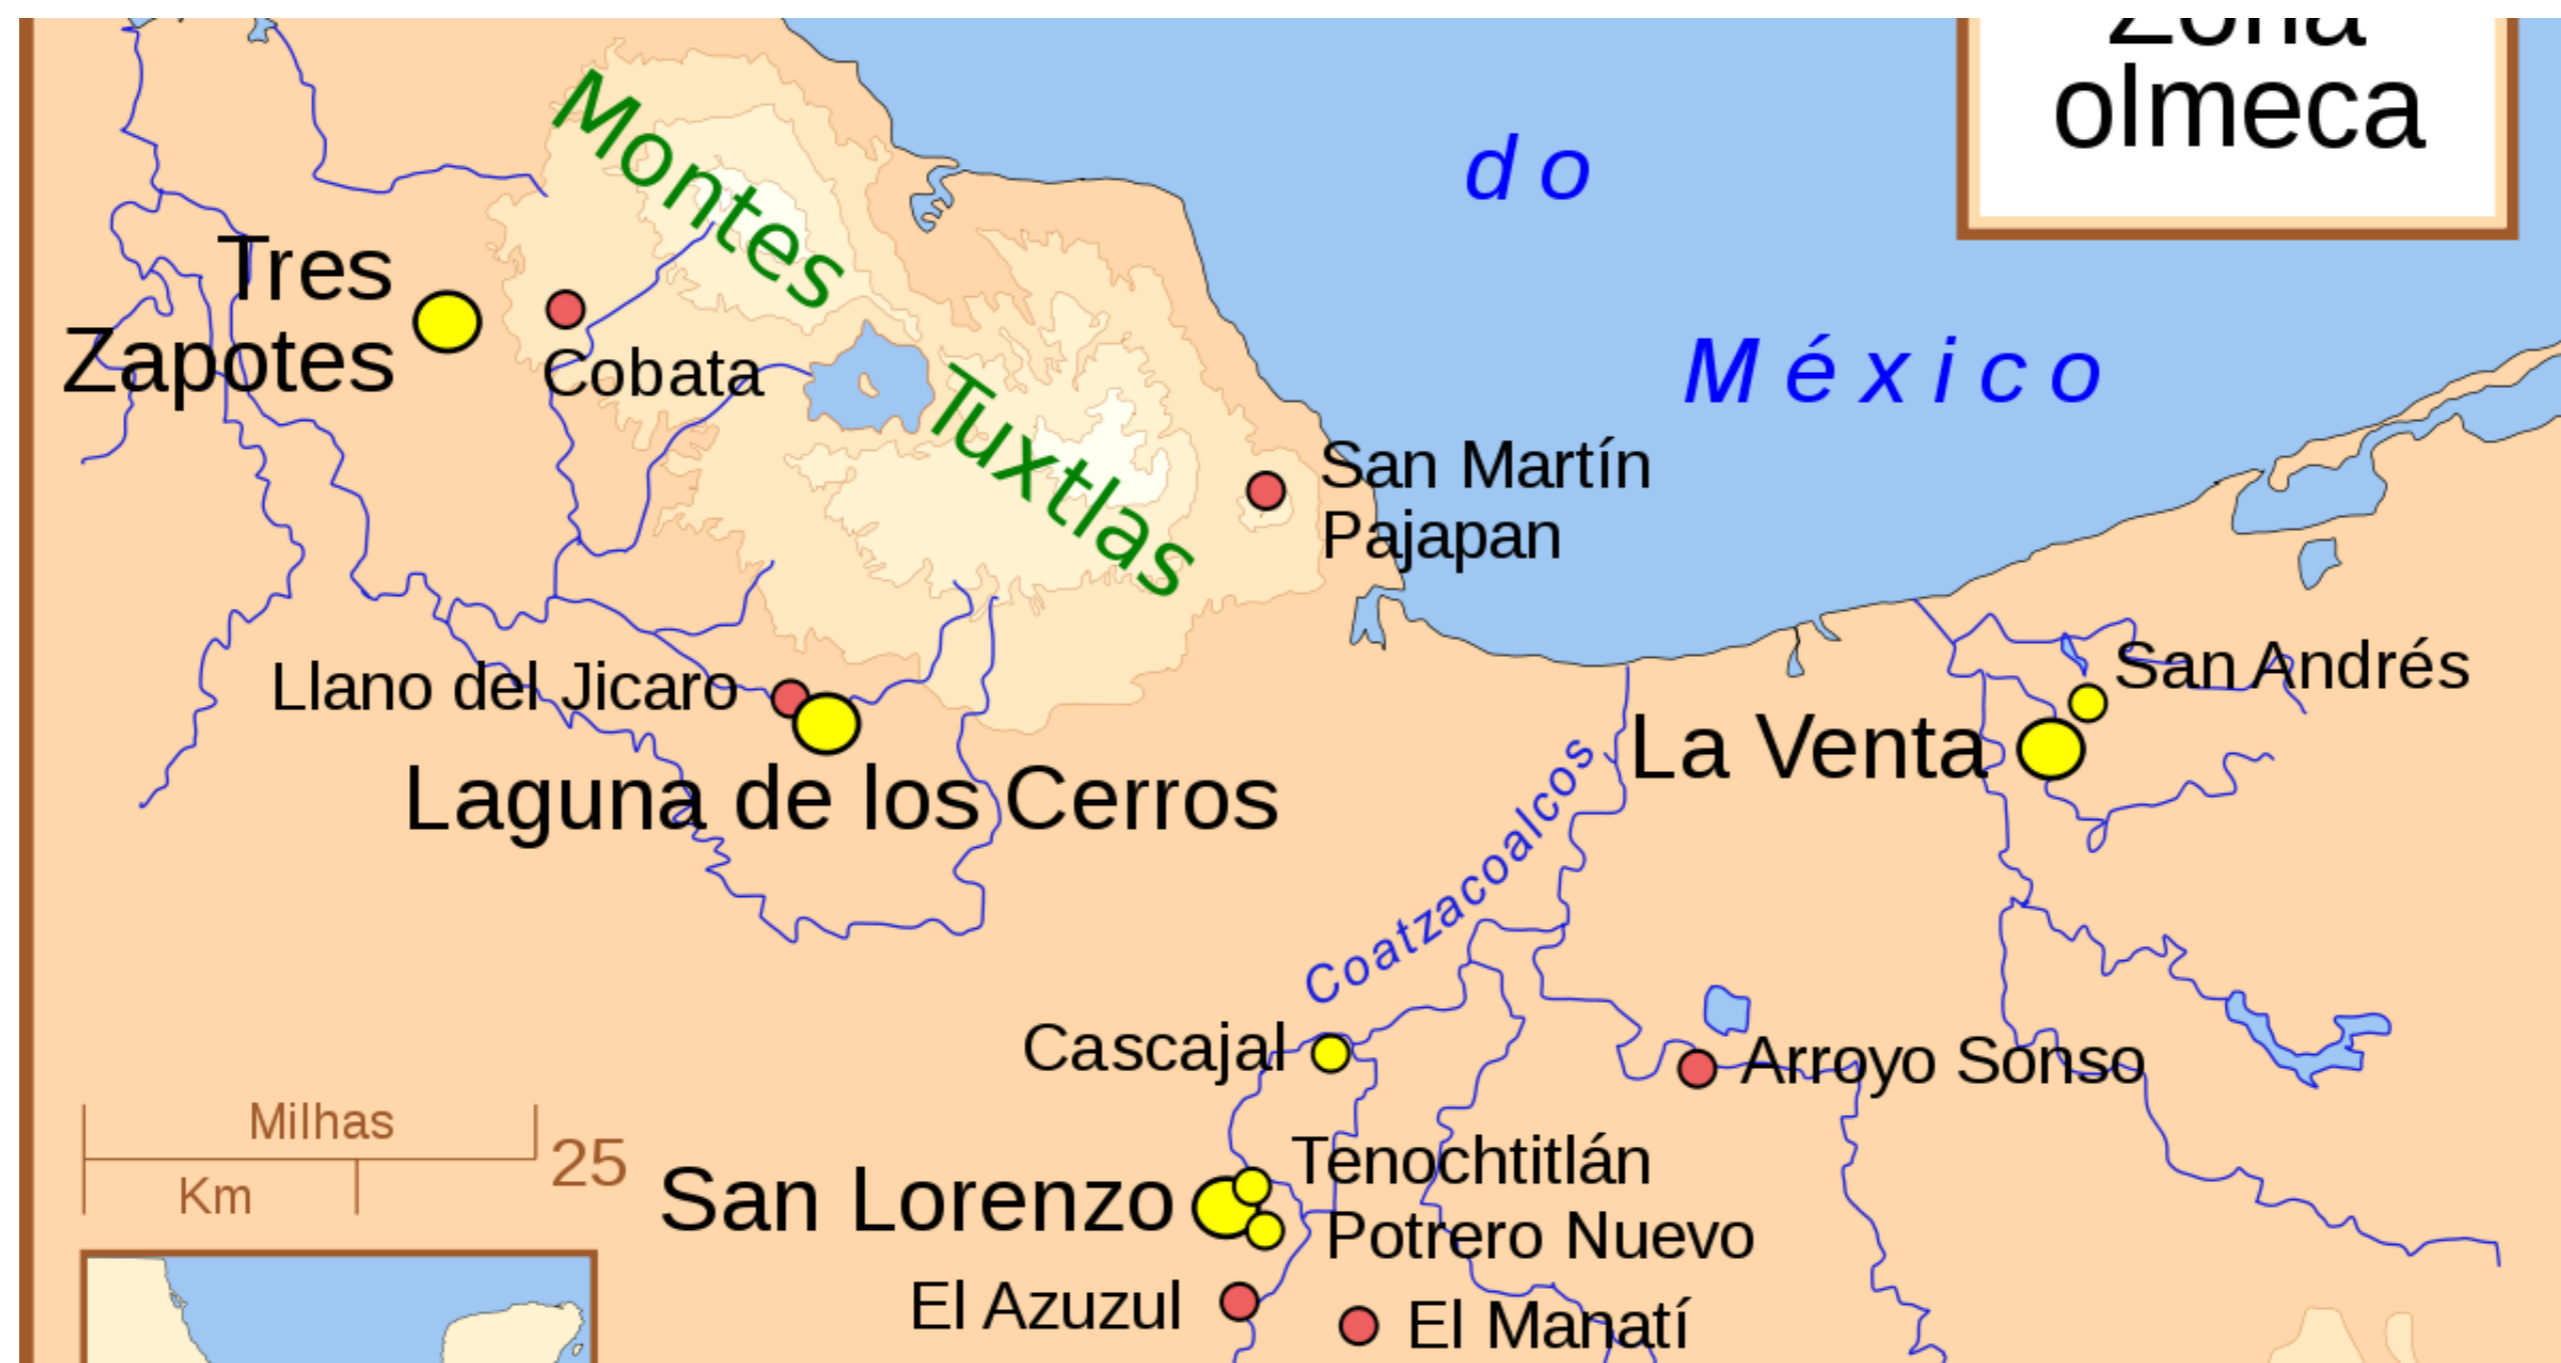 Zona
olmeca
Montes
do
Tres
Zapotes
México
Cobata
Tuxtlas
San Martín
Pajapan
San Andrés
Llano del Jicaro
La Venta
Laguna de los Cerros
Coatzacoalcos
Cascajal
Arroyo Sonso
Milhas
25
Km
Tenochtitlán
San Lorenzo
Potrero Nuevo
El Azuzul
El Manatí